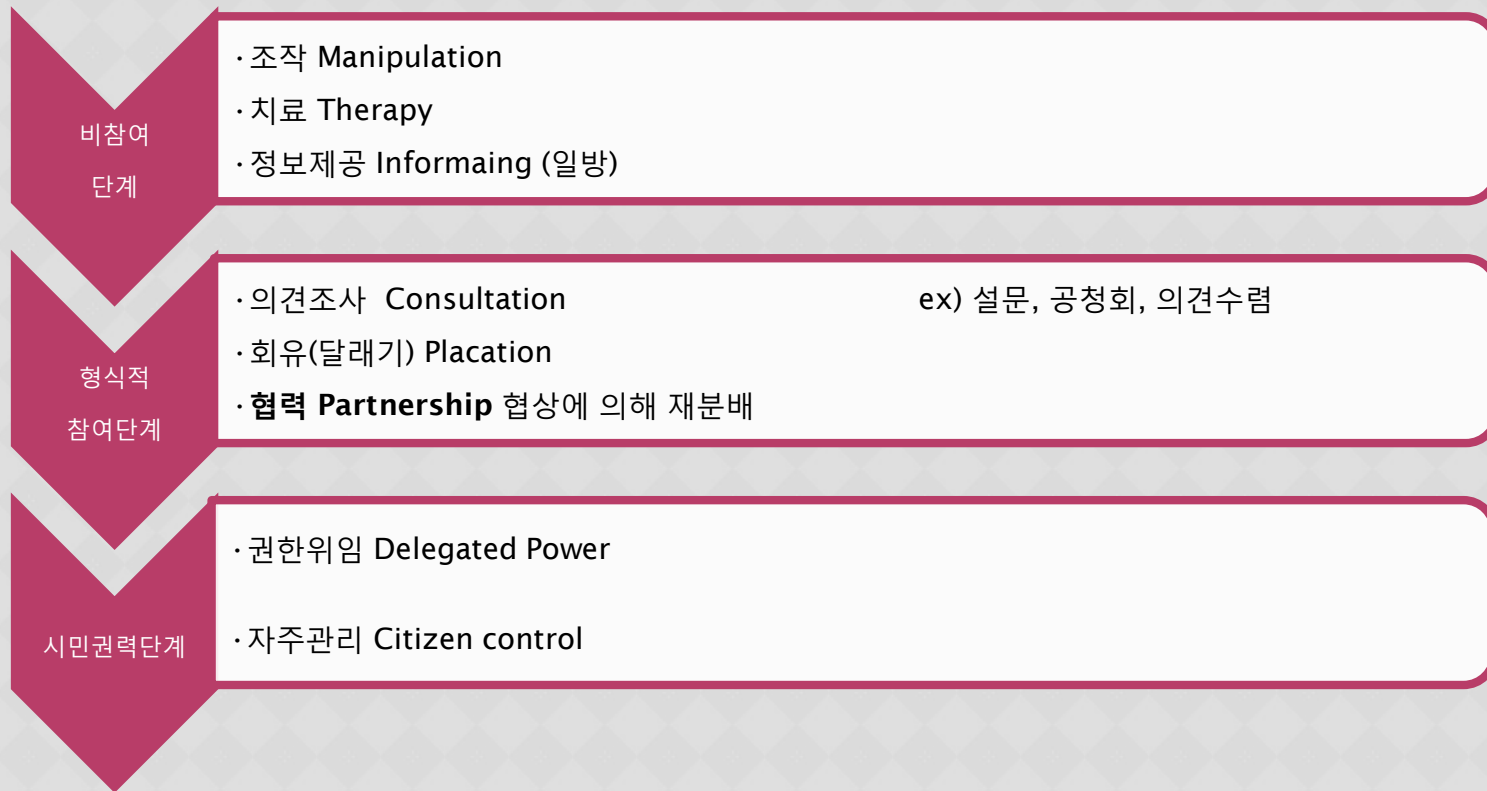 비참여
단계
· 조작 Manipulation
· 치료 Therapy
· 정보제공 Informaing (일방)
형식적
참여단계
· 의견조사 Consultation ex) 설문, 공청회, 의견수렴
· 회유(달래기) Placation
· 협력 Partnership 협상에 의해 재분배
시민권력단계
· 권한위임 Delegated Power
· 자주관리 Citizen control